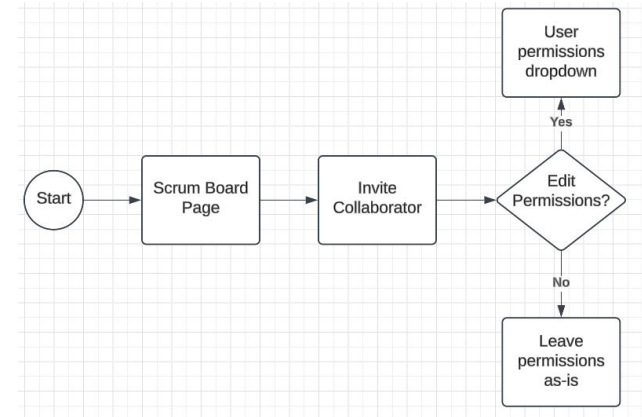 User
permissions
dropdown
Yes
Start
Scrum Board
Page
Invite
Collaborator
Edit
Permissions?
No
Leave
permissions
as-is